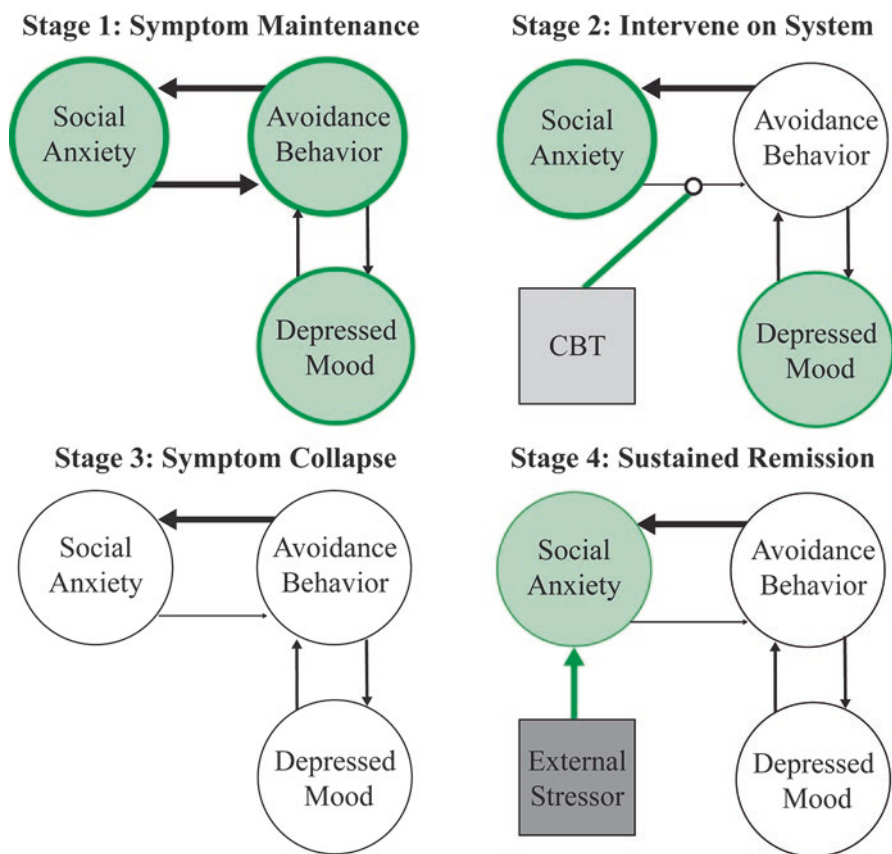 Stage 1: Symptom Maintenance
Social
Anxiety
Avoidance
Behavior
Depressed
Mood
Stage 2: Intervene on System
Social
Anxiety
Avoidance
Behavior
CBT
Depressed
Mood
Stage 3: Symptom Collapse
Social
Anxiety
Avoidance
Behavior
Depressed
Mood
Stage 4: Sustained Remission
Social
Anxiety
Avoidance
Behavior
External
Stressor
Depressed
Mood